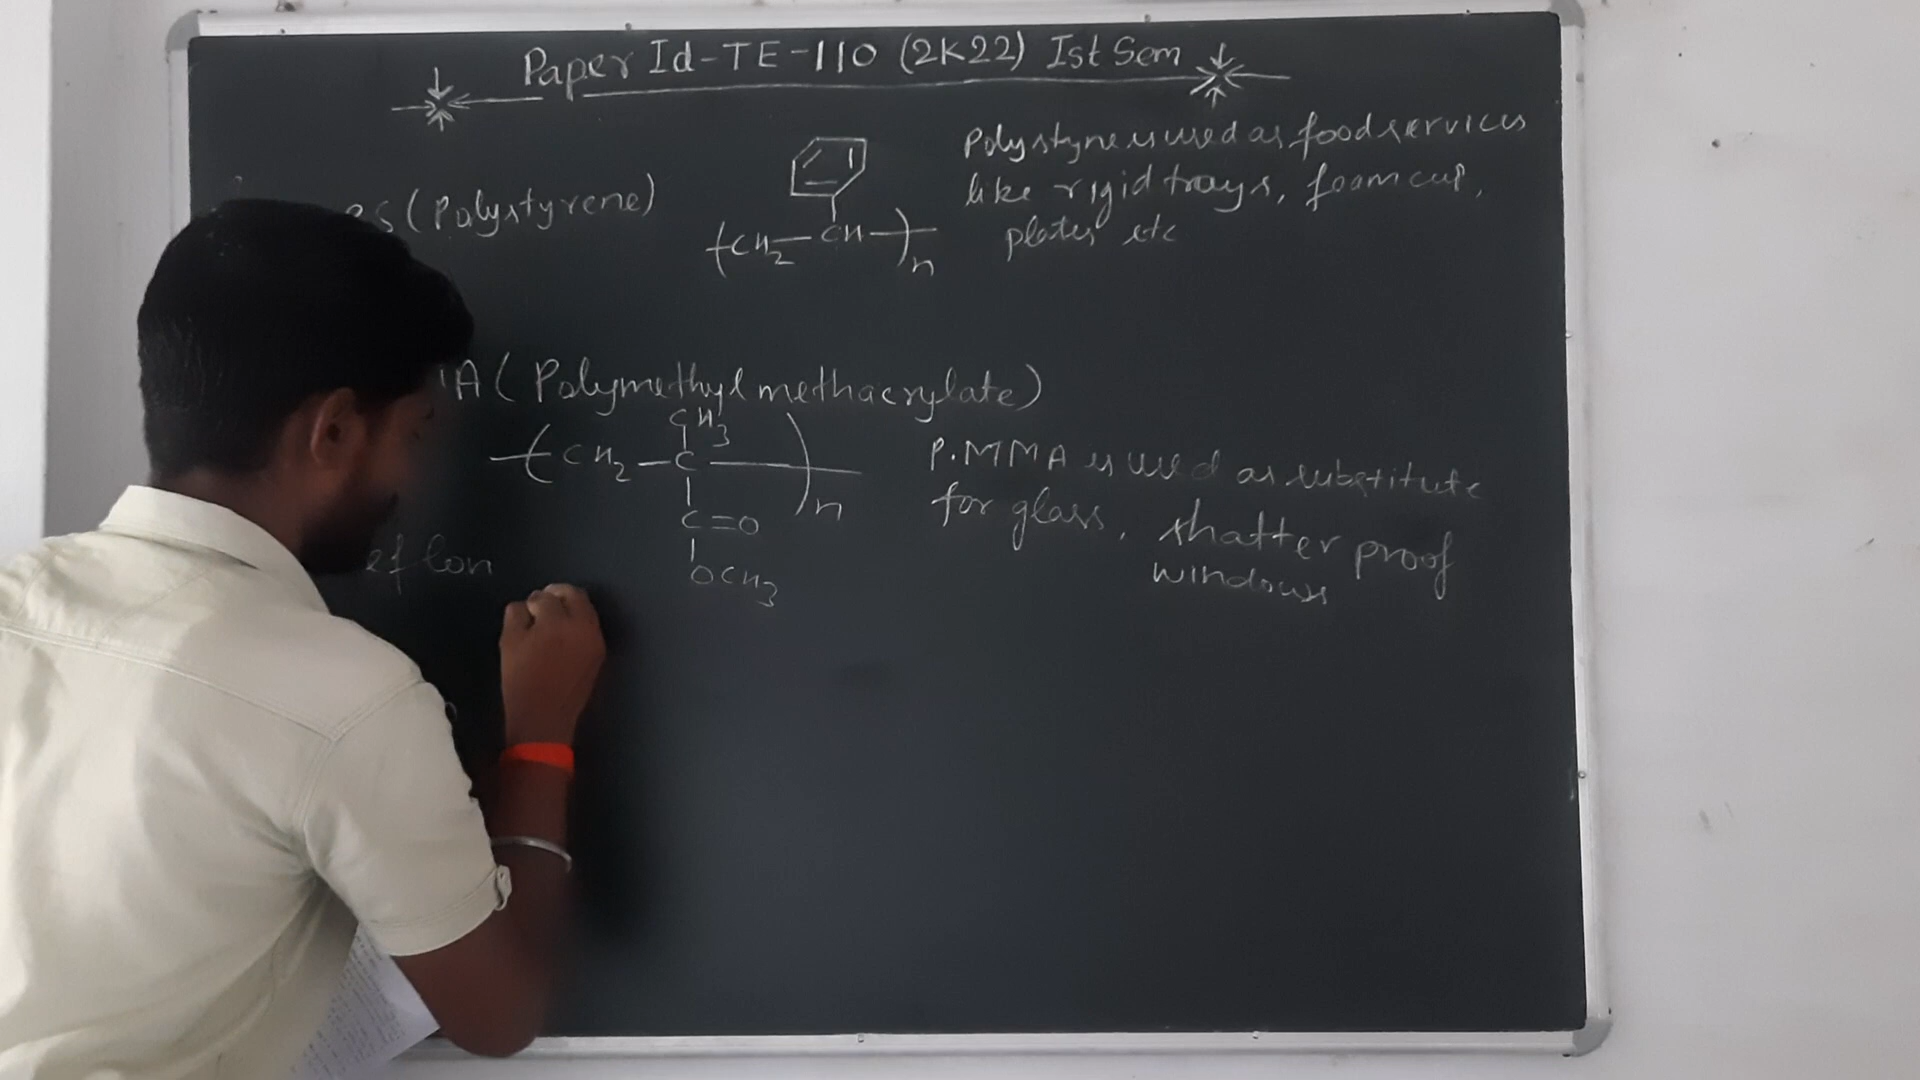 Paper Id-TE-110 (2K22) Ist Sem
PS (Polystyrene)
(CH2—CH—)n
Polystyne is used as food services
like rigid trays, foam cup,
plates etc
A (Polymethyl methacrylate)
CH3
(CH2—C—)n
C=O
OCH3
P.MMA is used as substitute
for glass, shatter proof
windows
eflon